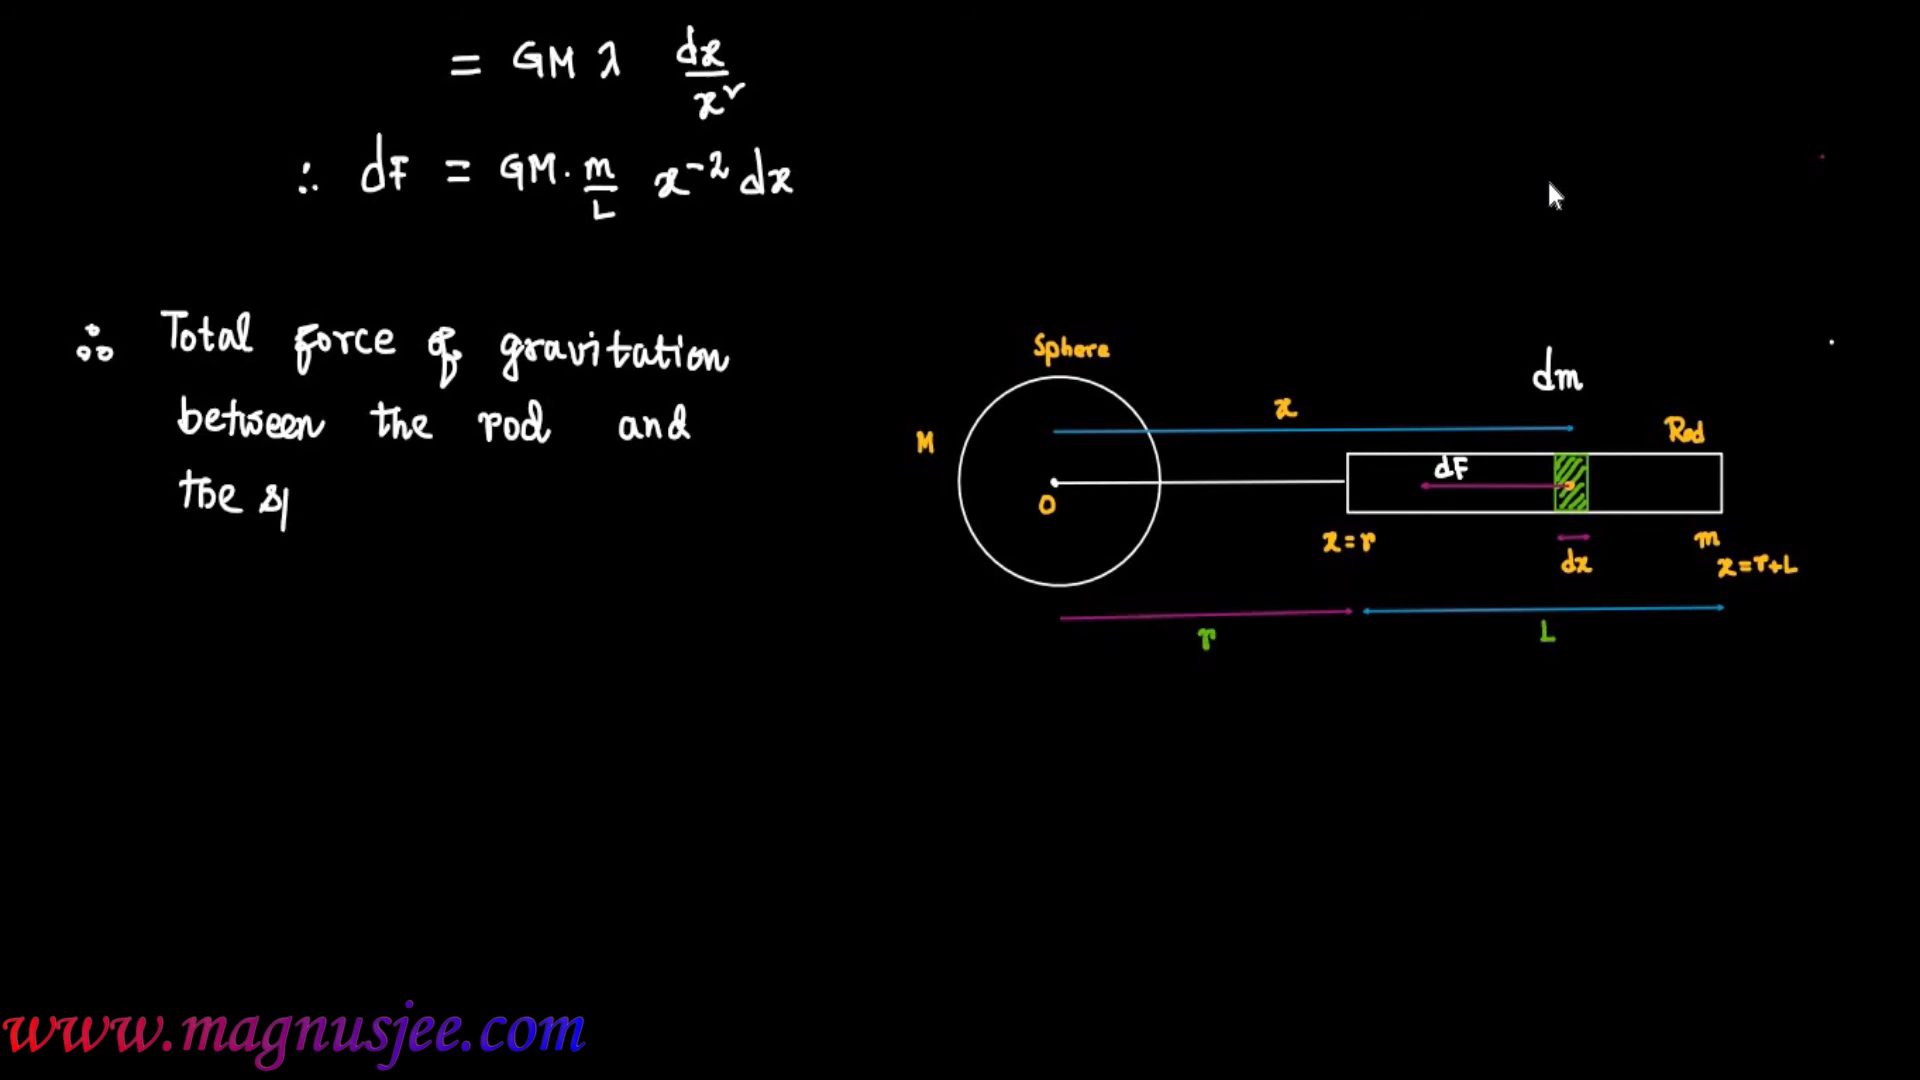 = GM λ dx/x²
∴ dF = GM. m/L x⁻² dx
∴ Total force of gravitation
between the rod and
the sp
Sphere
dm
x
M
Rod
dF
O
x=r
m
dx
x=r+L
r
L
www.magnusjee.com